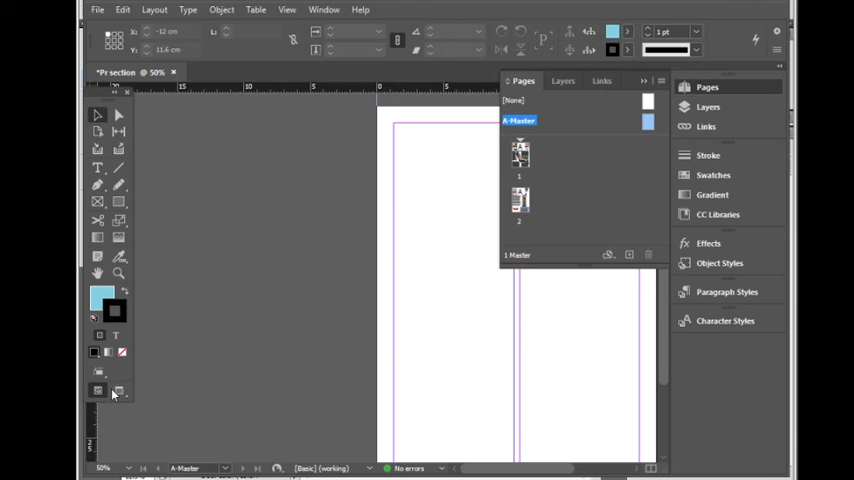 File Edit Layout Type Object Table View Window Help
X: -12 cm L:
Y: 11.6 cm
1 pt
*Pr section @ 50% ×
15 10 5 0 5
Pages Layers Links
[None]
A-Master
1
2
1 Master
Pages
Layers
Links
Stroke
Swatches
Gradient
CC Libraries
Effects
Object Styles
Paragraph Styles
Character Styles
50% A-Master [Basic] (working) No errors